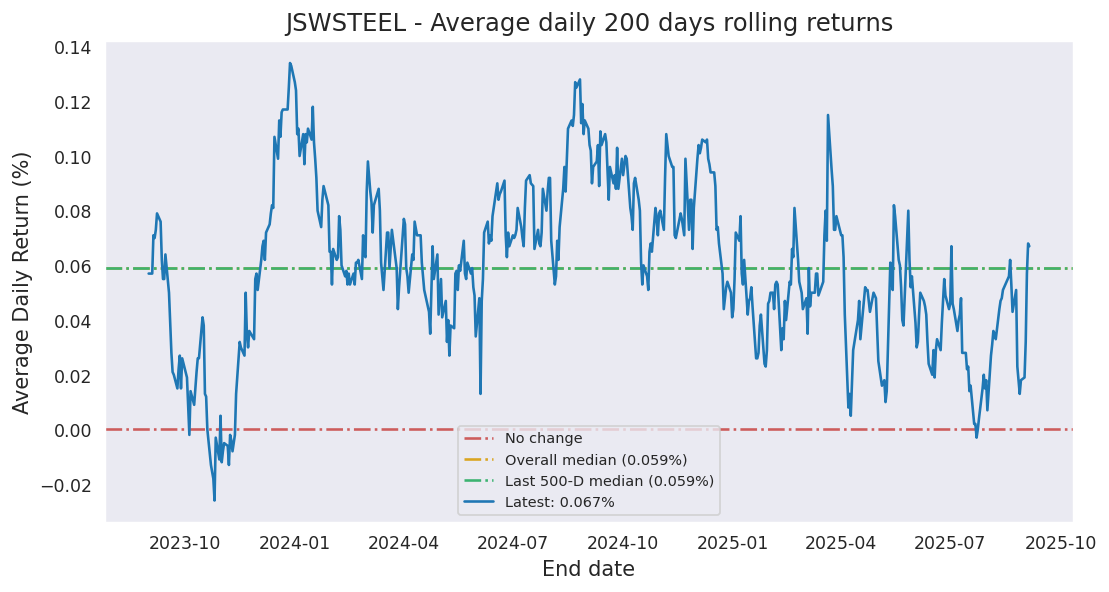 JSWSTEEL - Average daily 200 days rolling returns
Average Daily Return (%)
0.14
0.12
0.10
0.08
0.06
0.04
0.02
0.00
−0.02
No change
Overall median (0.059%)
Last 500-D median (0.059%)
Latest: 0.067%
2023-10 2024-01 2024-04 2024-07 2024-10 2025-01 2025-04 2025-07 2025-10
End date